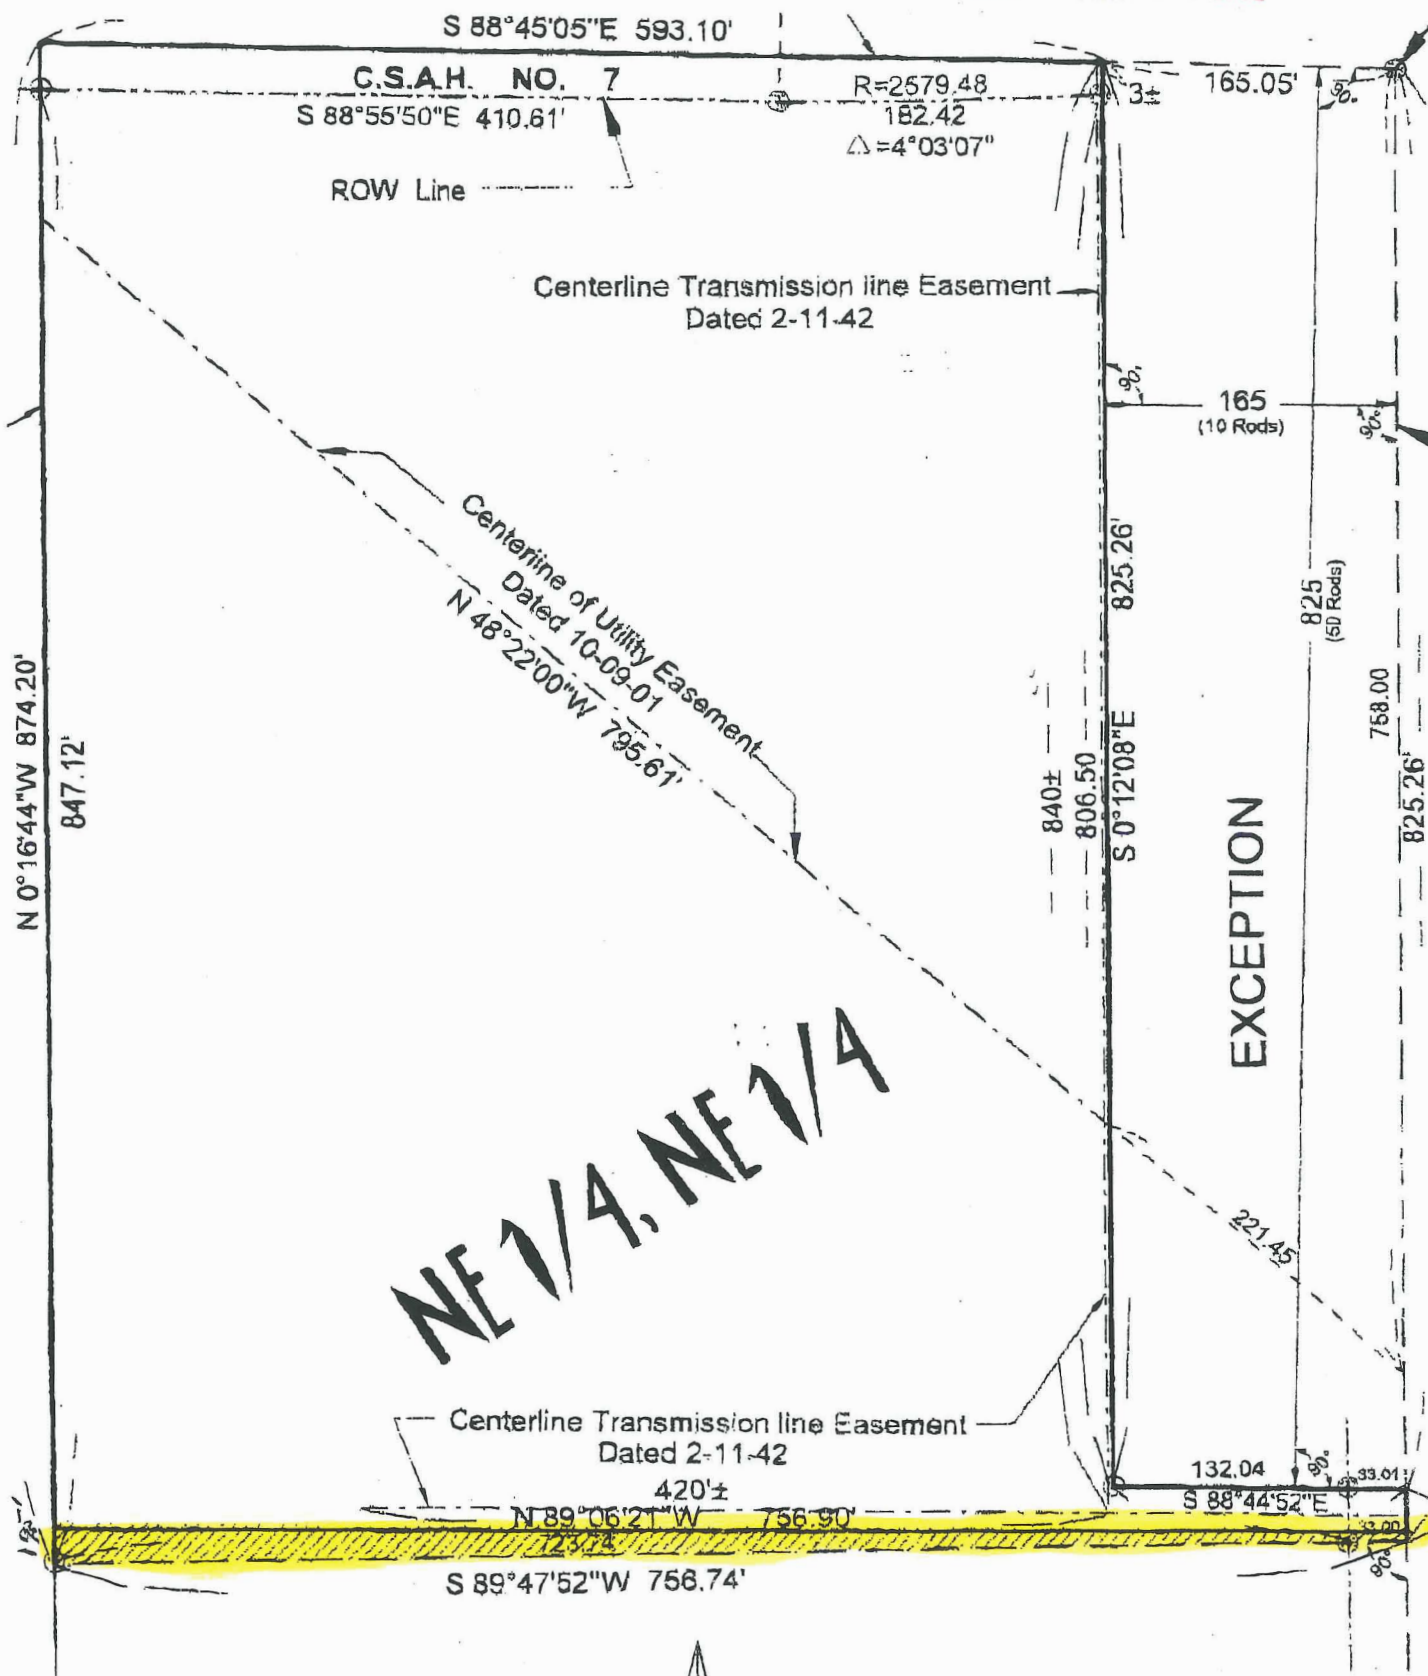 S 88°45'05"E 593.10'
C.S.A.H. NO. 7
S 88°55'50"E 410.61'
R=2579.48
182.42
△=4°03'07"
3±
165.05'
90°
ROW Line
Centerline Transmission line Easement
Dated 2-11-42
90°
165
(10 Rods)
90°
Centerline of Utility Easement
Dated 10-09-01
N 48°22'00"W 795.61'
825.26'
825
(50 Rods)
N 0°16'44"W 874.20'
847.12'
840±
806.50
S 0°12'08"E
758.00
825.26'
EXCEPTION
NE 1/4, NE 1/4
221.45
Centerline Transmission line Easement
Dated 2-11-42
420'±
132.04
90°
33.01
S 88°44'52"E
N 89°06'21"W 756.90'
33.00
90°
S 89°47'52"W 756.74'